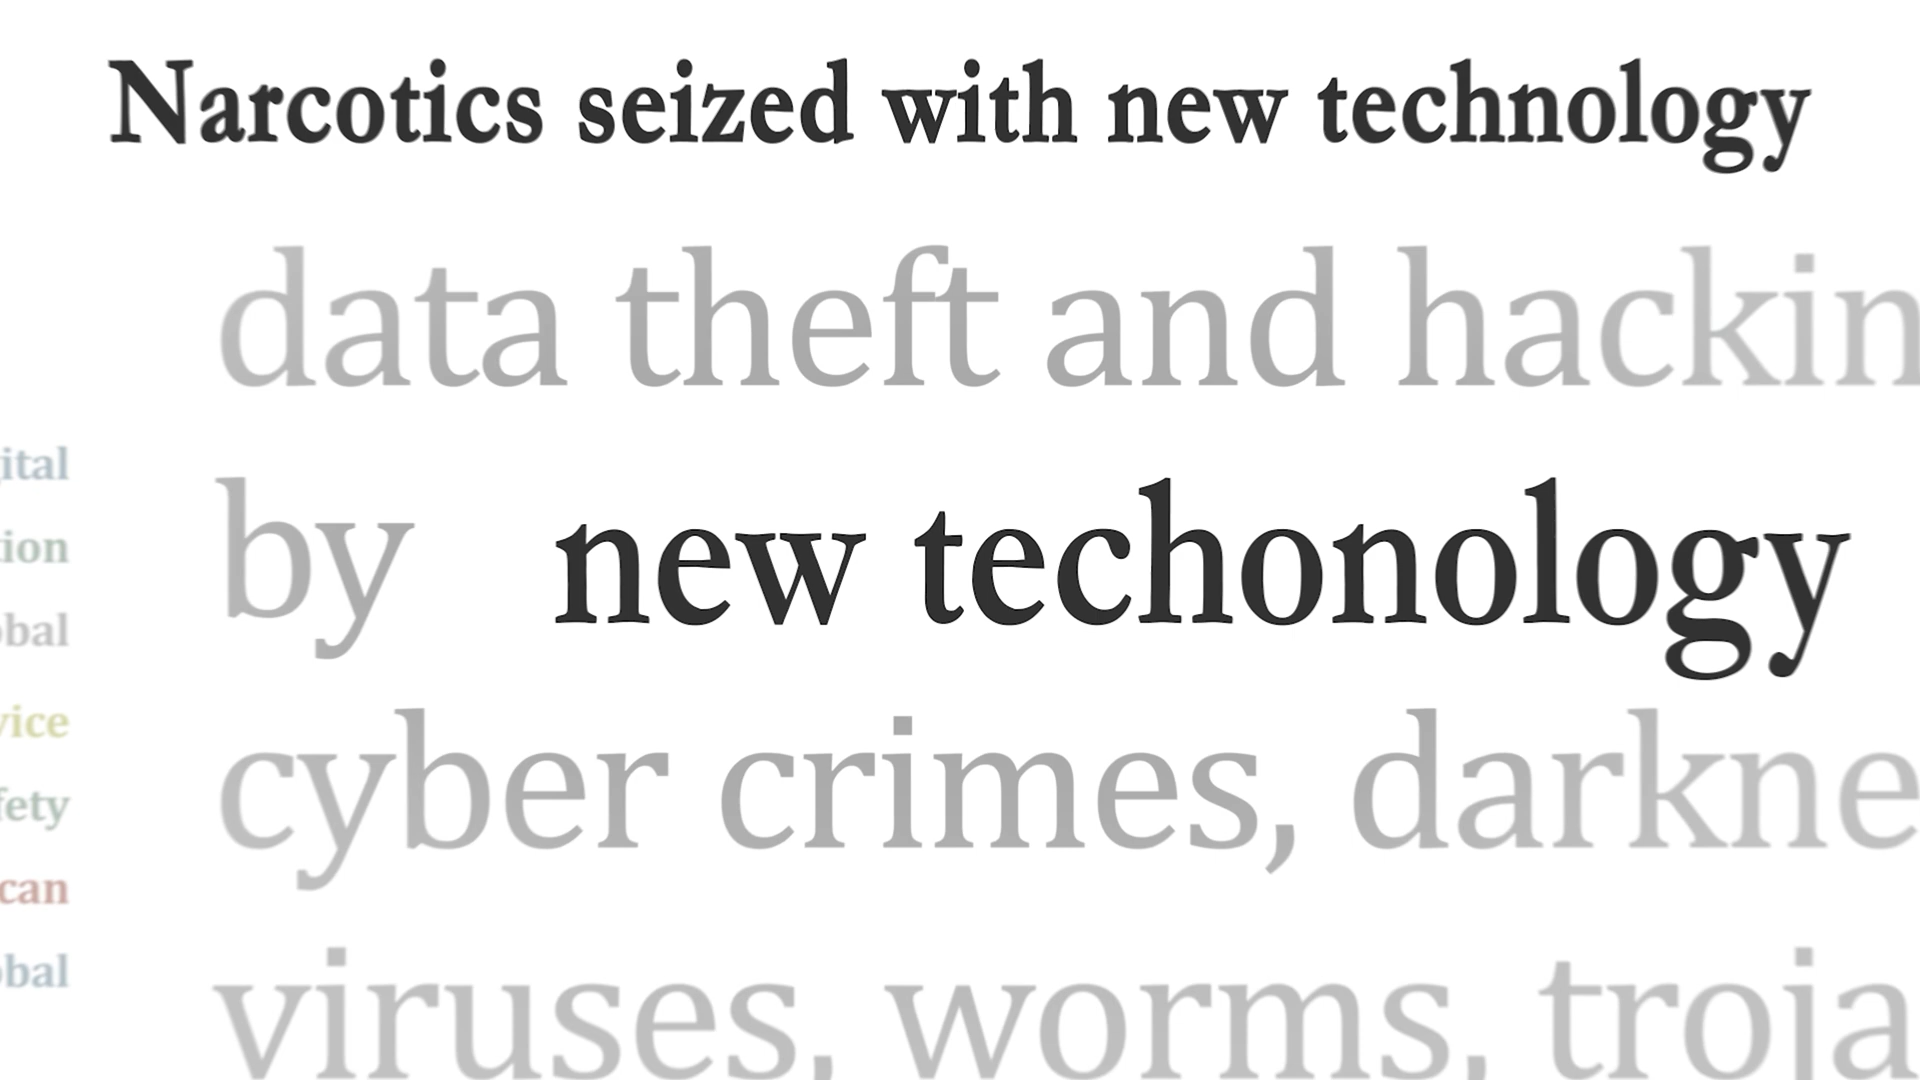 Narcotics seized with new technology
data theft and hackin
ital
by new techonology
ion
bal
vice
cyber crimes, darkne
fety
can
bal
viruses, worms, troja